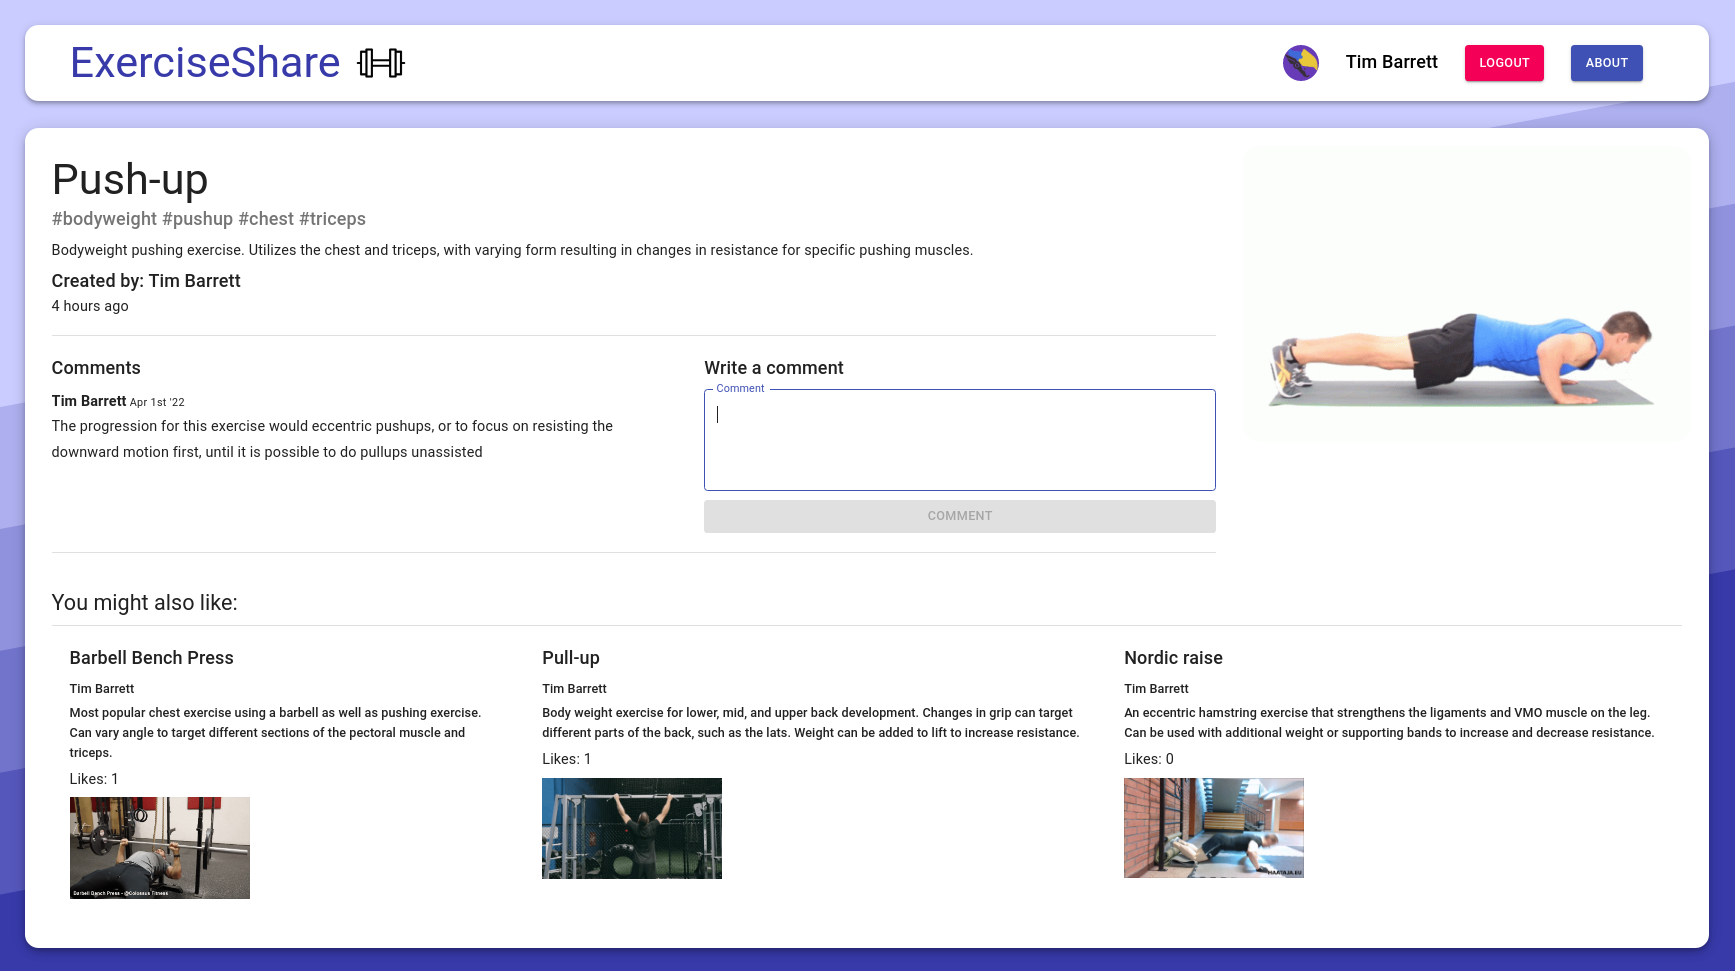 ExerciseShare
Tim Barrett
LOGOUT
ABOUT
Push-up
#bodyweight #pushup #chest #triceps
Bodyweight pushing exercise. Utilizes the chest and triceps, with varying form resulting in changes in resistance for specific pushing muscles.
Created by: Tim Barrett
4 hours ago
Comments
Tim Barrett Apr 1st '22
The progression for this exercise would eccentric pushups, or to focus on resisting the
downward motion first, until it is possible to do pullups unassisted
Write a comment
Comment
COMMENT
You might also like:
Barbell Bench Press
Tim Barrett
Most popular chest exercise using a barbell as well as pushing exercise.
Can vary angle to target different sections of the pectoral muscle and
triceps.
Likes: 1
Barbell Bench Press - @Colossus Fitness
Pull-up
Tim Barrett
Body weight exercise for lower, mid, and upper back development. Changes in grip can target
different parts of the back, such as the lats. Weight can be added to lift to increase resistance.
Likes: 1
Nordic raise
Tim Barrett
An eccentric hamstring exercise that strengthens the ligaments and VMO muscle on the leg.
Can be used with additional weight or supporting bands to increase and decrease resistance.
Likes: 0
HAATAJA.EU